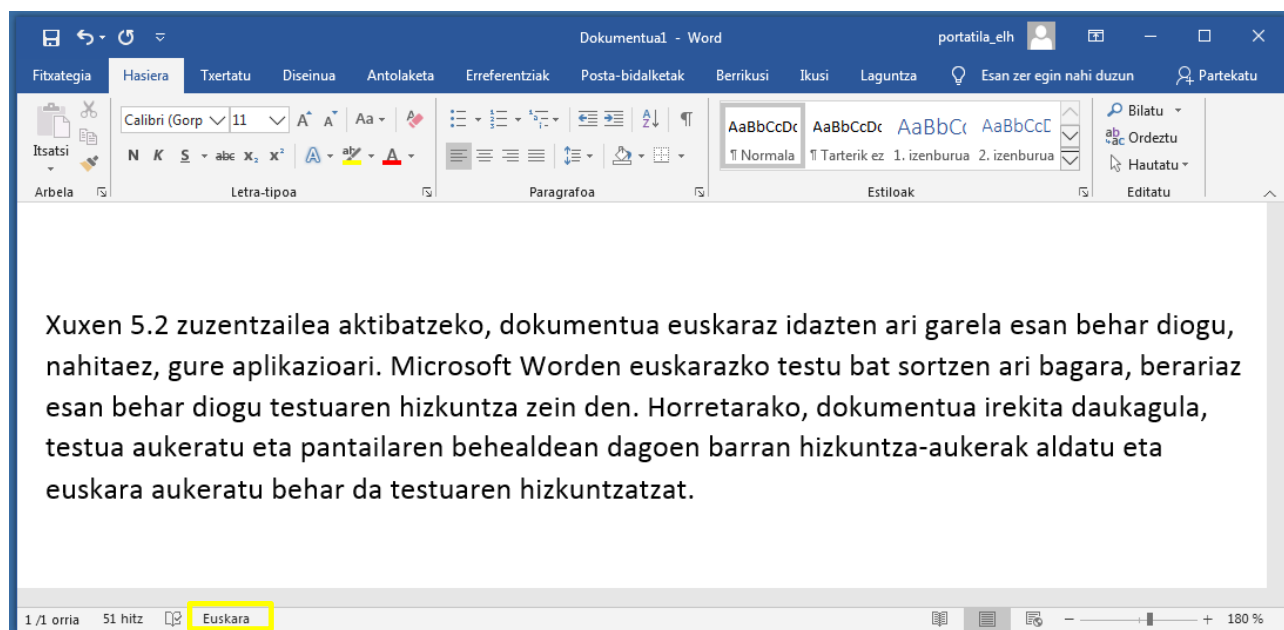 Dokumentua1 - Word portatila_elh
Fitxategia Hasiera Txertatu Diseinua Antolaketa Erreferentziak Posta-bidalketak Berrikusi Ikusi Laguntza Esan zer egin nahi duzun Partekatu
Calibri (Gorp 11 A A Aa AaBbCcDc AaBbCcDc AaBbC AaBbCcD Bilatu
Itsatsi N K S abc X₂ X² A aby A ¶ Normala ¶ Tarterik ez 1. izenburua 2. izenburua Ordeztu
Hautatu
Arbela Letra-tipoa Paragrafoa Estiloak Editatu
Xuxen 5.2 zuzentzailea aktibatzeko, dokumentua euskaraz idazten ari garela esan behar diogu,
nahitaez, gure aplikazioari. Microsoft Worden euskarazko testu bat sortzen ari bagara, berariaz
esan behar diogu testuaren hizkuntza zein den. Horretarako, dokumentua irekita daukagula,
testua aukeratu eta pantailaren behealdean dagoen barran hizkuntza-aukerak aldatu eta
euskara aukeratu behar da testuaren hizkuntzatzat.
1 /1 orria 51 hitz Euskara 180 %